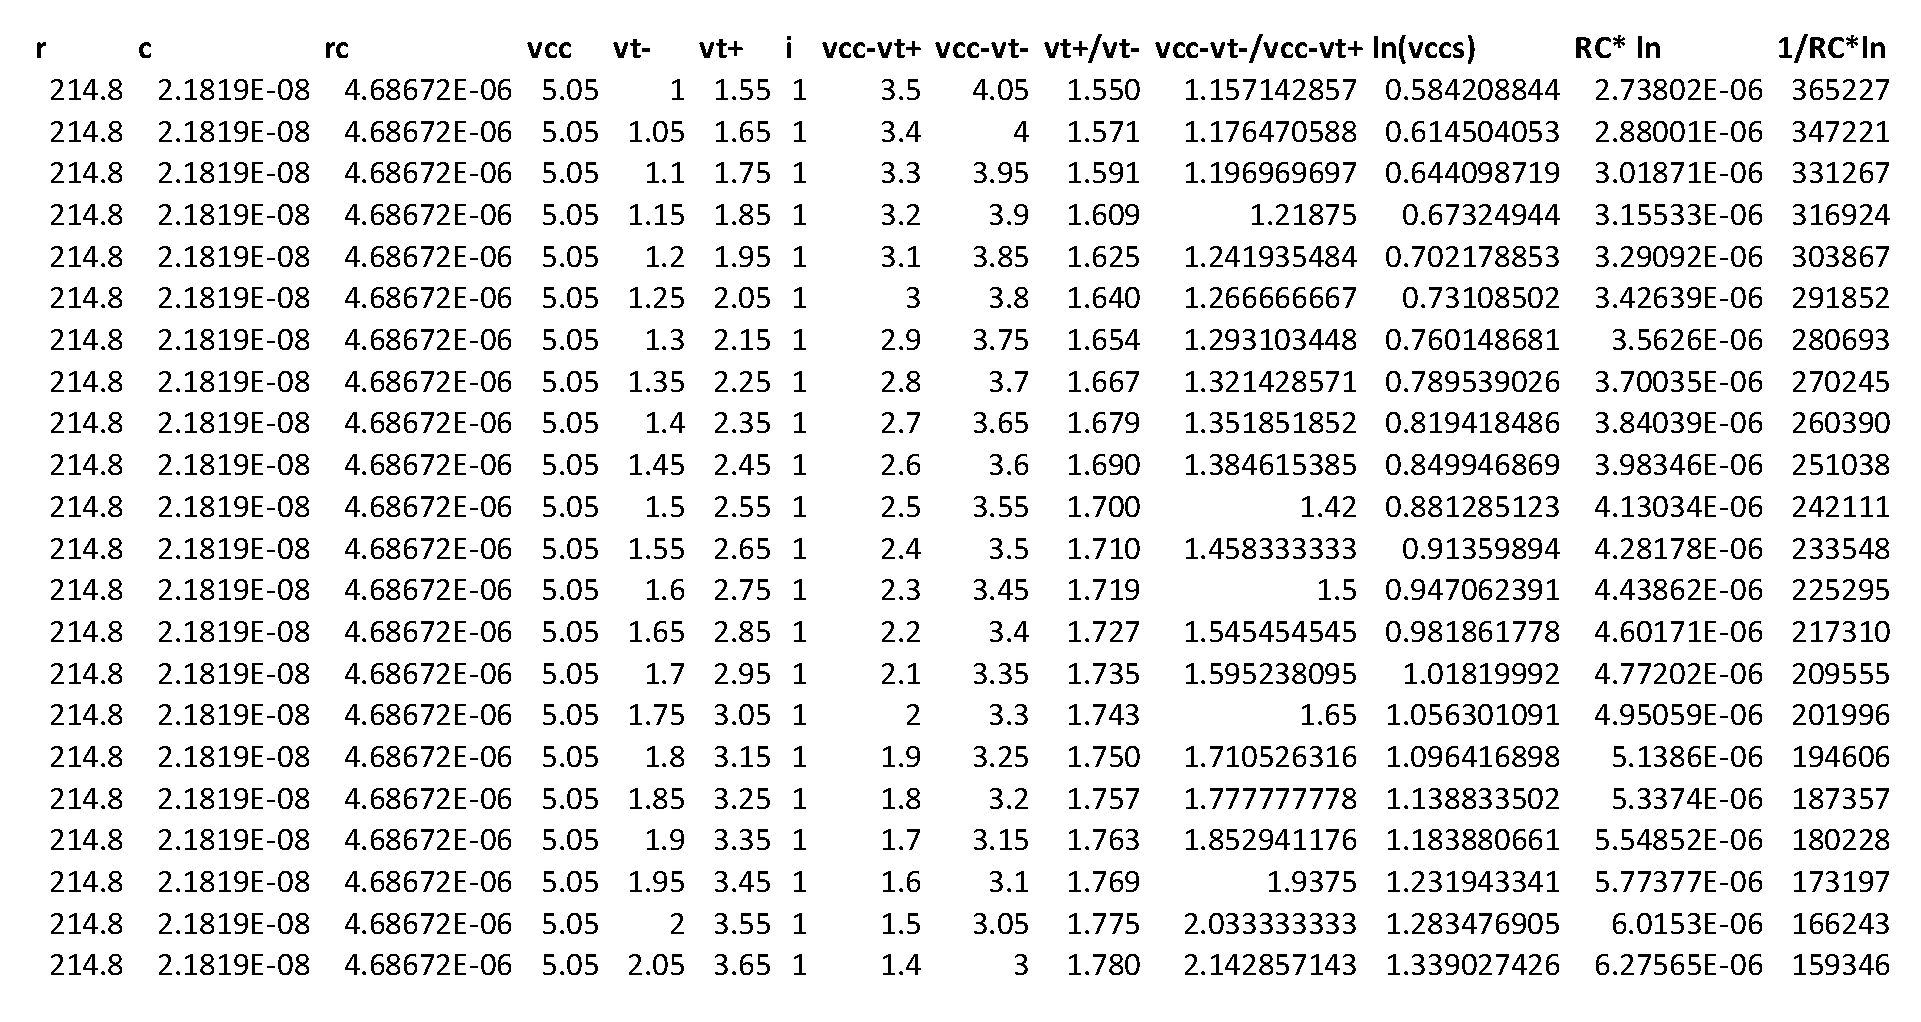 r c rc vcc vt- vt+ i vcc-vt+ vcc-vt- vt+/vt- vcc-vt-/vcc-vt+ ln(vccs) RC* ln 1/RC*ln
214.8 2.1819E-08 4.68672E-06 5.05 1 1.55 1 3.5 4.05 1.550 1.157142857 0.584208844 2.73802E-06 365227
214.8 2.1819E-08 4.68672E-06 5.05 1.05 1.65 1 3.4 4 1.571 1.176470588 0.614504053 2.88001E-06 347221
214.8 2.1819E-08 4.68672E-06 5.05 1.1 1.75 1 3.3 3.95 1.591 1.196969697 0.644098719 3.01871E-06 331267
214.8 2.1819E-08 4.68672E-06 5.05 1.15 1.85 1 3.2 3.9 1.609 1.21875 0.67324944 3.15533E-06 316924
214.8 2.1819E-08 4.68672E-06 5.05 1.2 1.95 1 3.1 3.85 1.625 1.241935484 0.702178853 3.29092E-06 303867
214.8 2.1819E-08 4.68672E-06 5.05 1.25 2.05 1 3 3.8 1.640 1.266666667 0.73108502 3.42639E-06 291852
214.8 2.1819E-08 4.68672E-06 5.05 1.3 2.15 1 2.9 3.75 1.654 1.293103448 0.760148681 3.5626E-06 280693
214.8 2.1819E-08 4.68672E-06 5.05 1.35 2.25 1 2.8 3.7 1.667 1.321428571 0.789539026 3.70035E-06 270245
214.8 2.1819E-08 4.68672E-06 5.05 1.4 2.35 1 2.7 3.65 1.679 1.351851852 0.819418486 3.84039E-06 260390
214.8 2.1819E-08 4.68672E-06 5.05 1.45 2.45 1 2.6 3.6 1.690 1.384615385 0.849946869 3.98346E-06 251038
214.8 2.1819E-08 4.68672E-06 5.05 1.5 2.55 1 2.5 3.55 1.700 1.42 0.881285123 4.13034E-06 242111
214.8 2.1819E-08 4.68672E-06 5.05 1.55 2.65 1 2.4 3.5 1.710 1.458333333 0.91359894 4.28178E-06 233548
214.8 2.1819E-08 4.68672E-06 5.05 1.6 2.75 1 2.3 3.45 1.719 1.5 0.947062391 4.43862E-06 225295
214.8 2.1819E-08 4.68672E-06 5.05 1.65 2.85 1 2.2 3.4 1.727 1.545454545 0.981861778 4.60171E-06 217310
214.8 2.1819E-08 4.68672E-06 5.05 1.7 2.95 1 2.1 3.35 1.735 1.595238095 1.01819992 4.77202E-06 209555
214.8 2.1819E-08 4.68672E-06 5.05 1.75 3.05 1 2 3.3 1.743 1.65 1.056301091 4.95059E-06 201996
214.8 2.1819E-08 4.68672E-06 5.05 1.8 3.15 1 1.9 3.25 1.750 1.710526316 1.096416898 5.1386E-06 194606
214.8 2.1819E-08 4.68672E-06 5.05 1.85 3.25 1 1.8 3.2 1.757 1.777777778 1.138833502 5.3374E-06 187357
214.8 2.1819E-08 4.68672E-06 5.05 1.9 3.35 1 1.7 3.15 1.763 1.852941176 1.183880661 5.54852E-06 180228
214.8 2.1819E-08 4.68672E-06 5.05 1.95 3.45 1 1.6 3.1 1.769 1.9375 1.231943341 5.77377E-06 173197
214.8 2.1819E-08 4.68672E-06 5.05 2 3.55 1 1.5 3.05 1.775 2.033333333 1.283476905 6.0153E-06 166243
214.8 2.1819E-08 4.68672E-06 5.05 2.05 3.65 1 1.4 3 1.780 2.142857143 1.339027426 6.27565E-06 159346